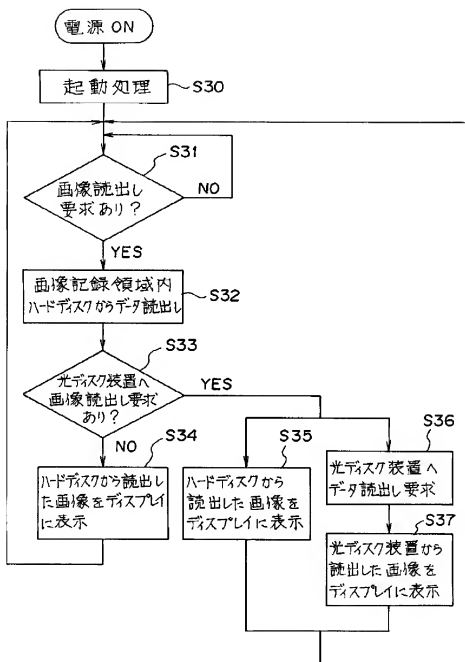 電源ON
起動処理
S30
S31
画像読出し
要求あり?
NO
YES
画像記録領域内
ハードディスクからデータ読出し
S32
S33
光ディスク装置へ
画像読出し要求
あり?
YES
NO
S34
ハードディスクから読出し
た画像をディスプレイ
に表示
S35
ハードディスクから
読出した画像を
ディスプレイに表示
S36
光ディスク装置へ
データ読出し要求
S37
光ディスク装置から
読出した画像を
ディスプレイに表示